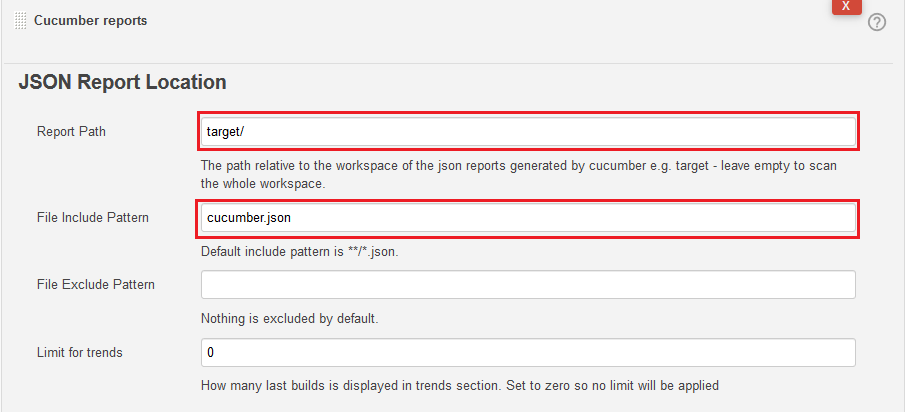 Cucumber reports
X
?
JSON Report Location
Report Path
target/
The path relative to the workspace of the json reports generated by cucumber e.g. target - leave empty to scan
the whole workspace.
File Include Pattern
cucumber.json
Default include pattern is **/*.json.
File Exclude Pattern
Nothing is excluded by default.
Limit for trends
0
How many last builds is displayed in trends section. Set to zero so no limit will be applied